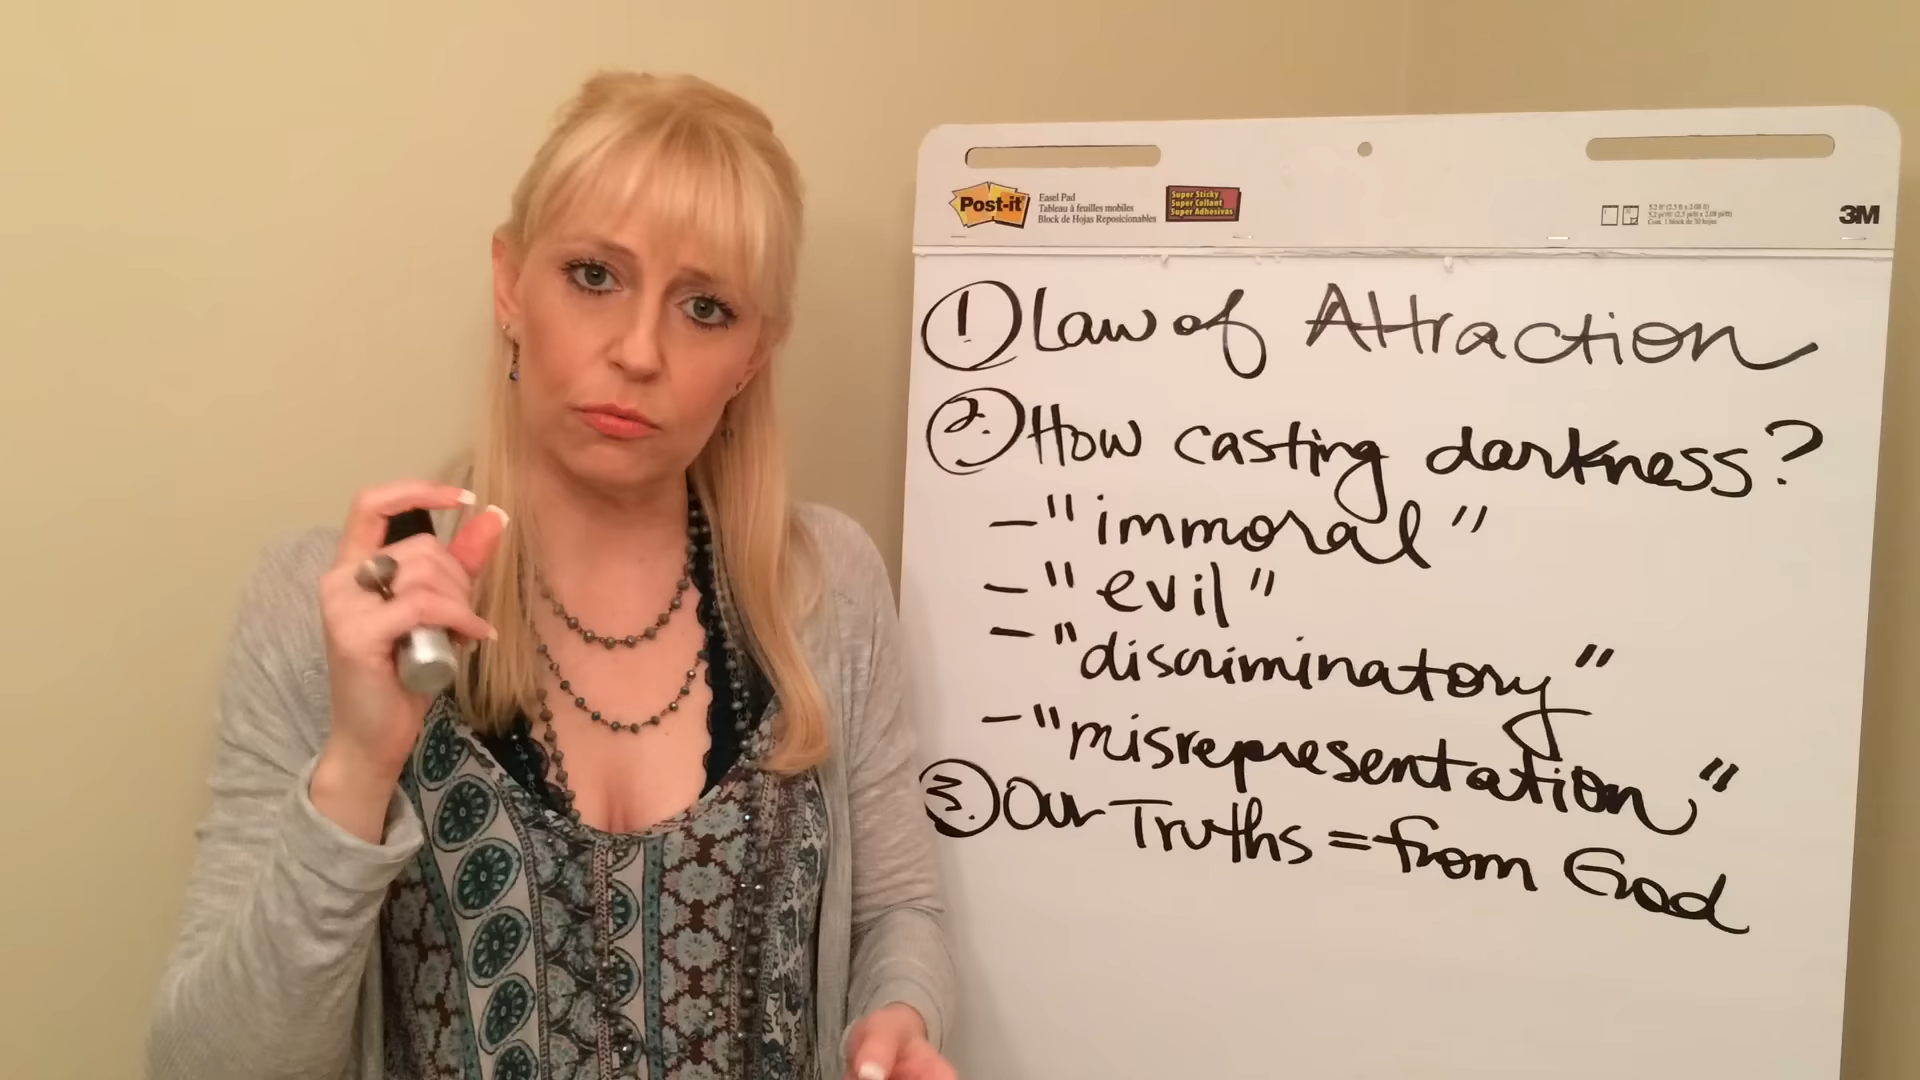 Post-it
Easel Pad
Tableau à feuilles mobiles
Block de Hojas Reposicionables
Super Sticky
Super Collant
Super Adhesivas
3M
1 Law of Attraction
2. How casting darkness?
- "immoral"
- "evil"
- "discriminatory"
- "misrepresentation"
3. Our Truths = from God